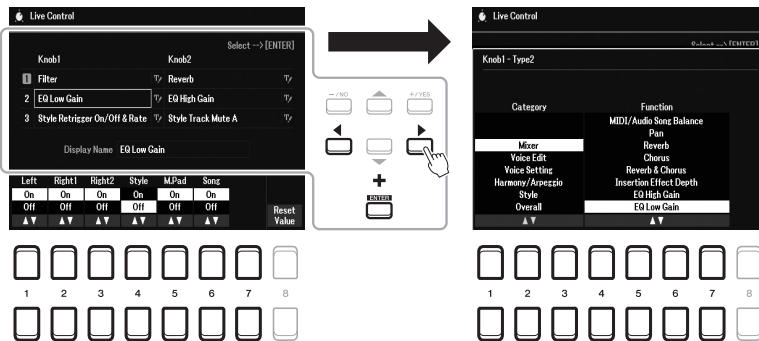 Live Control
Select --> [ENTER]
Knob1 Knob2
1 Filter Reverb
2 EQ Low Gain EQ High Gain
3 Style Retrigger On/Off & Rate Style Track Mute A
Display Name EQ Low Gain
Left Right1 Right2 Style M.Pad Song
On On On On On On
Off Off Off Off Off Off
Reset
Value
1 2 3 4 5 6 7 8
-/NO +/YES
+
ENTER
Live Control
Knob1 - Type2
Category Function
MIDI/Audio Song Balance
Pan
Mixer Reverb
Voice Edit Chorus
Voice Setting Reverb & Chorus
Harmony/Arpeggio Insertion Effect Depth
Style EQ High Gain
Overall EQ Low Gain
1 2 3 4 5 6 7 8